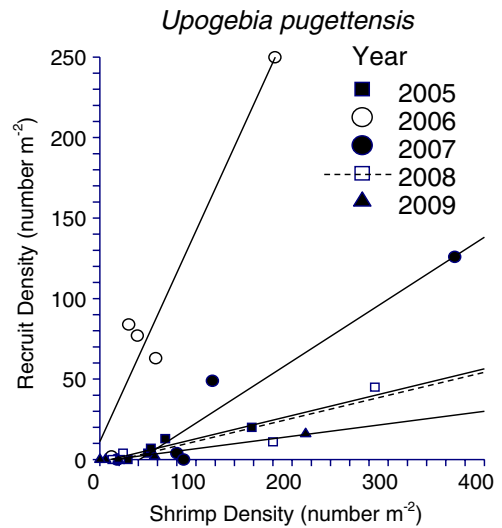 Upogebia pugettensis
Year
2005
2006
2007
2008
2009
250
200
150
100
50
0
Recruit Density (number m-2)
0 100 200 300 400
Shrimp Density (number m-2)